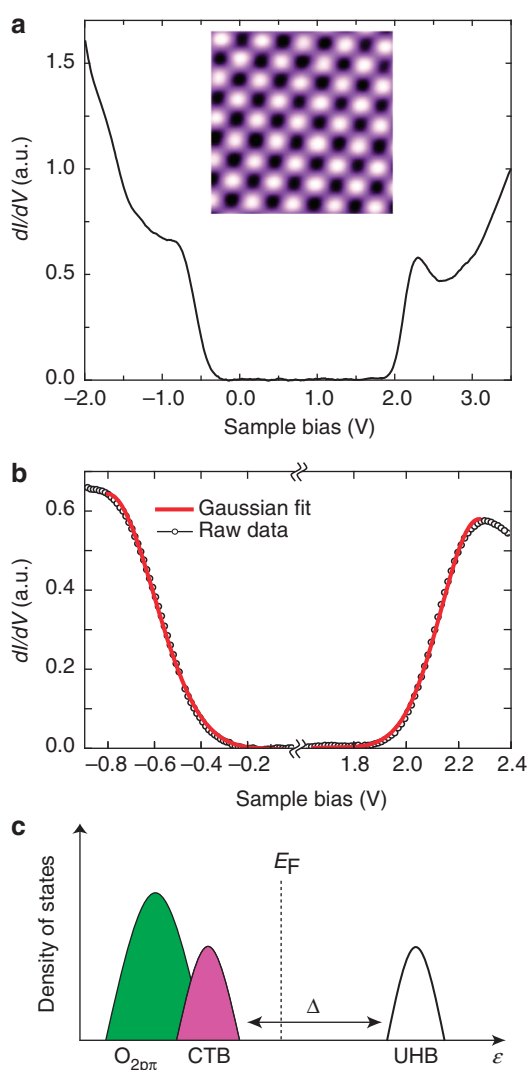 a
dI/dV (a.u.)
1.5
1.0
0.5
0.0
–2.0 –1.0 0.0 1.0 2.0 3.0
Sample bias (V)
b
dI/dV (a.u.)
0.6
0.4
0.2
0.0
Gaussian fit
Raw data
–0.8 –0.6 –0.4 –0.2 1.8 2.0 2.2 2.4
Sample bias (V)
c
Density of states
E_F
Δ
O_2pπ CTB UHB ε